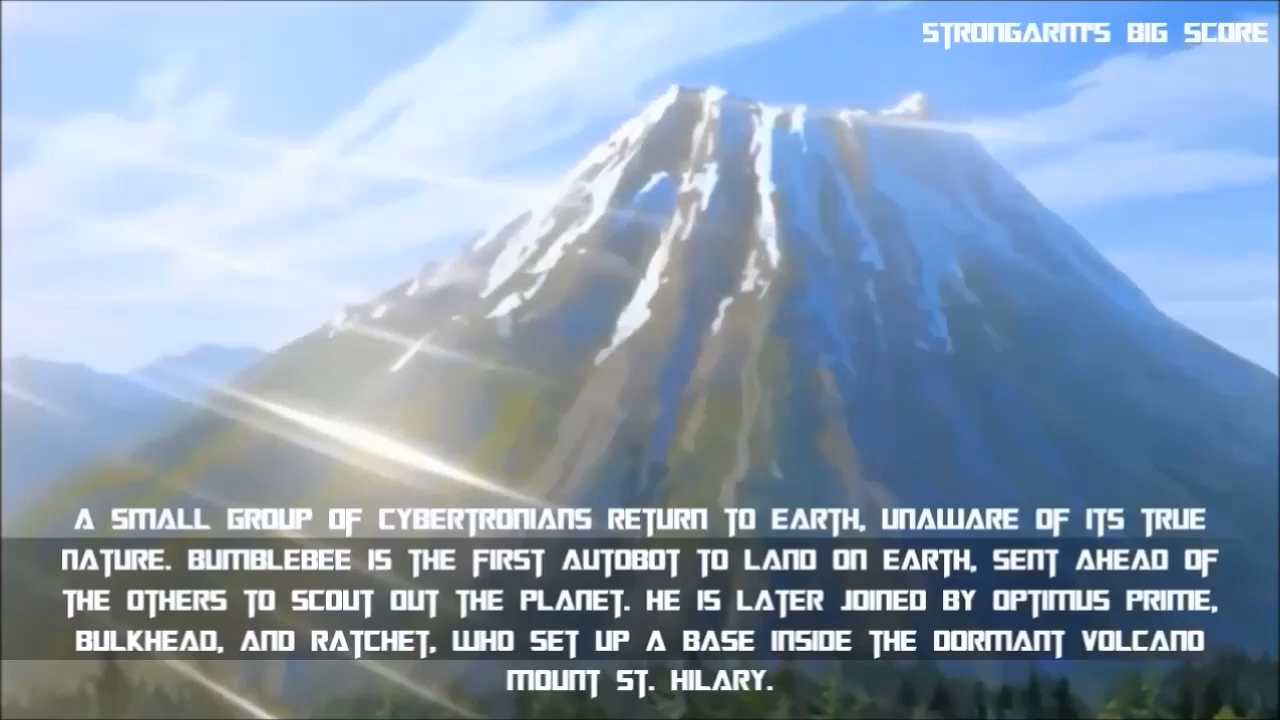 STRONGARM'S BIG SCORE
A SMALL GROUP OF CYBERTRONIANS RETURN TO EARTH, UNAWARE OF ITS TRUE
NATURE. BUMBLEBEE IS THE FIRST AUTOBOT TO LAND ON EARTH, SENT AHEAD OF
THE OTHERS TO SCOUT OUT THE PLANET. HE IS LATER JOINED BY OPTIMUS PRIME,
BULKHEAD, AND RATCHET, WHO SET UP A BASE INSIDE THE DORMANT VOLCANO
MOUNT ST. HILARY.